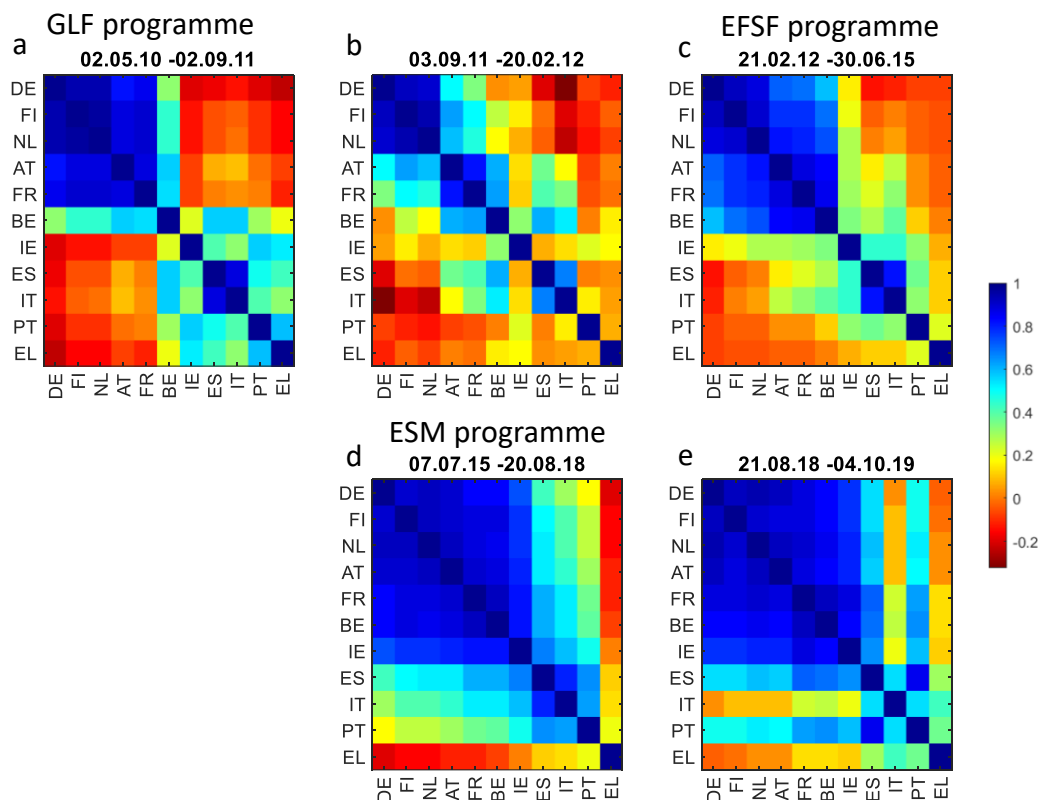 GLF programme
EFSF programme
a
02.05.10 -02.09.11
b
03.09.11 -20.02.12
c
21.02.12 -30.06.15
DE
FI
NL
AT
FR
BE
IE
ES
IT
PT
EL
DE FI NL AT FR BE IE ES IT PT EL
DE
FI
NL
AT
FR
BE
IE
ES
IT
PT
EL
DE FI NL AT FR BE IE ES IT PT EL
DE
FI
NL
AT
FR
BE
IE
ES
IT
PT
EL
DE FI NL AT FR BE IE ES IT PT EL
ESM programme
d
07.07.15 -20.08.18
e
21.08.18 -04.10.19
DE
FI
NL
AT
FR
BE
IE
ES
IT
PT
EL
DE FI NL AT FR BE IE ES IT PT EL
DE
FI
NL
AT
FR
BE
IE
ES
IT
PT
EL
DE FI NL AT FR BE IE ES IT PT EL
1
0.8
0.6
0.4
0.2
0
-0.2